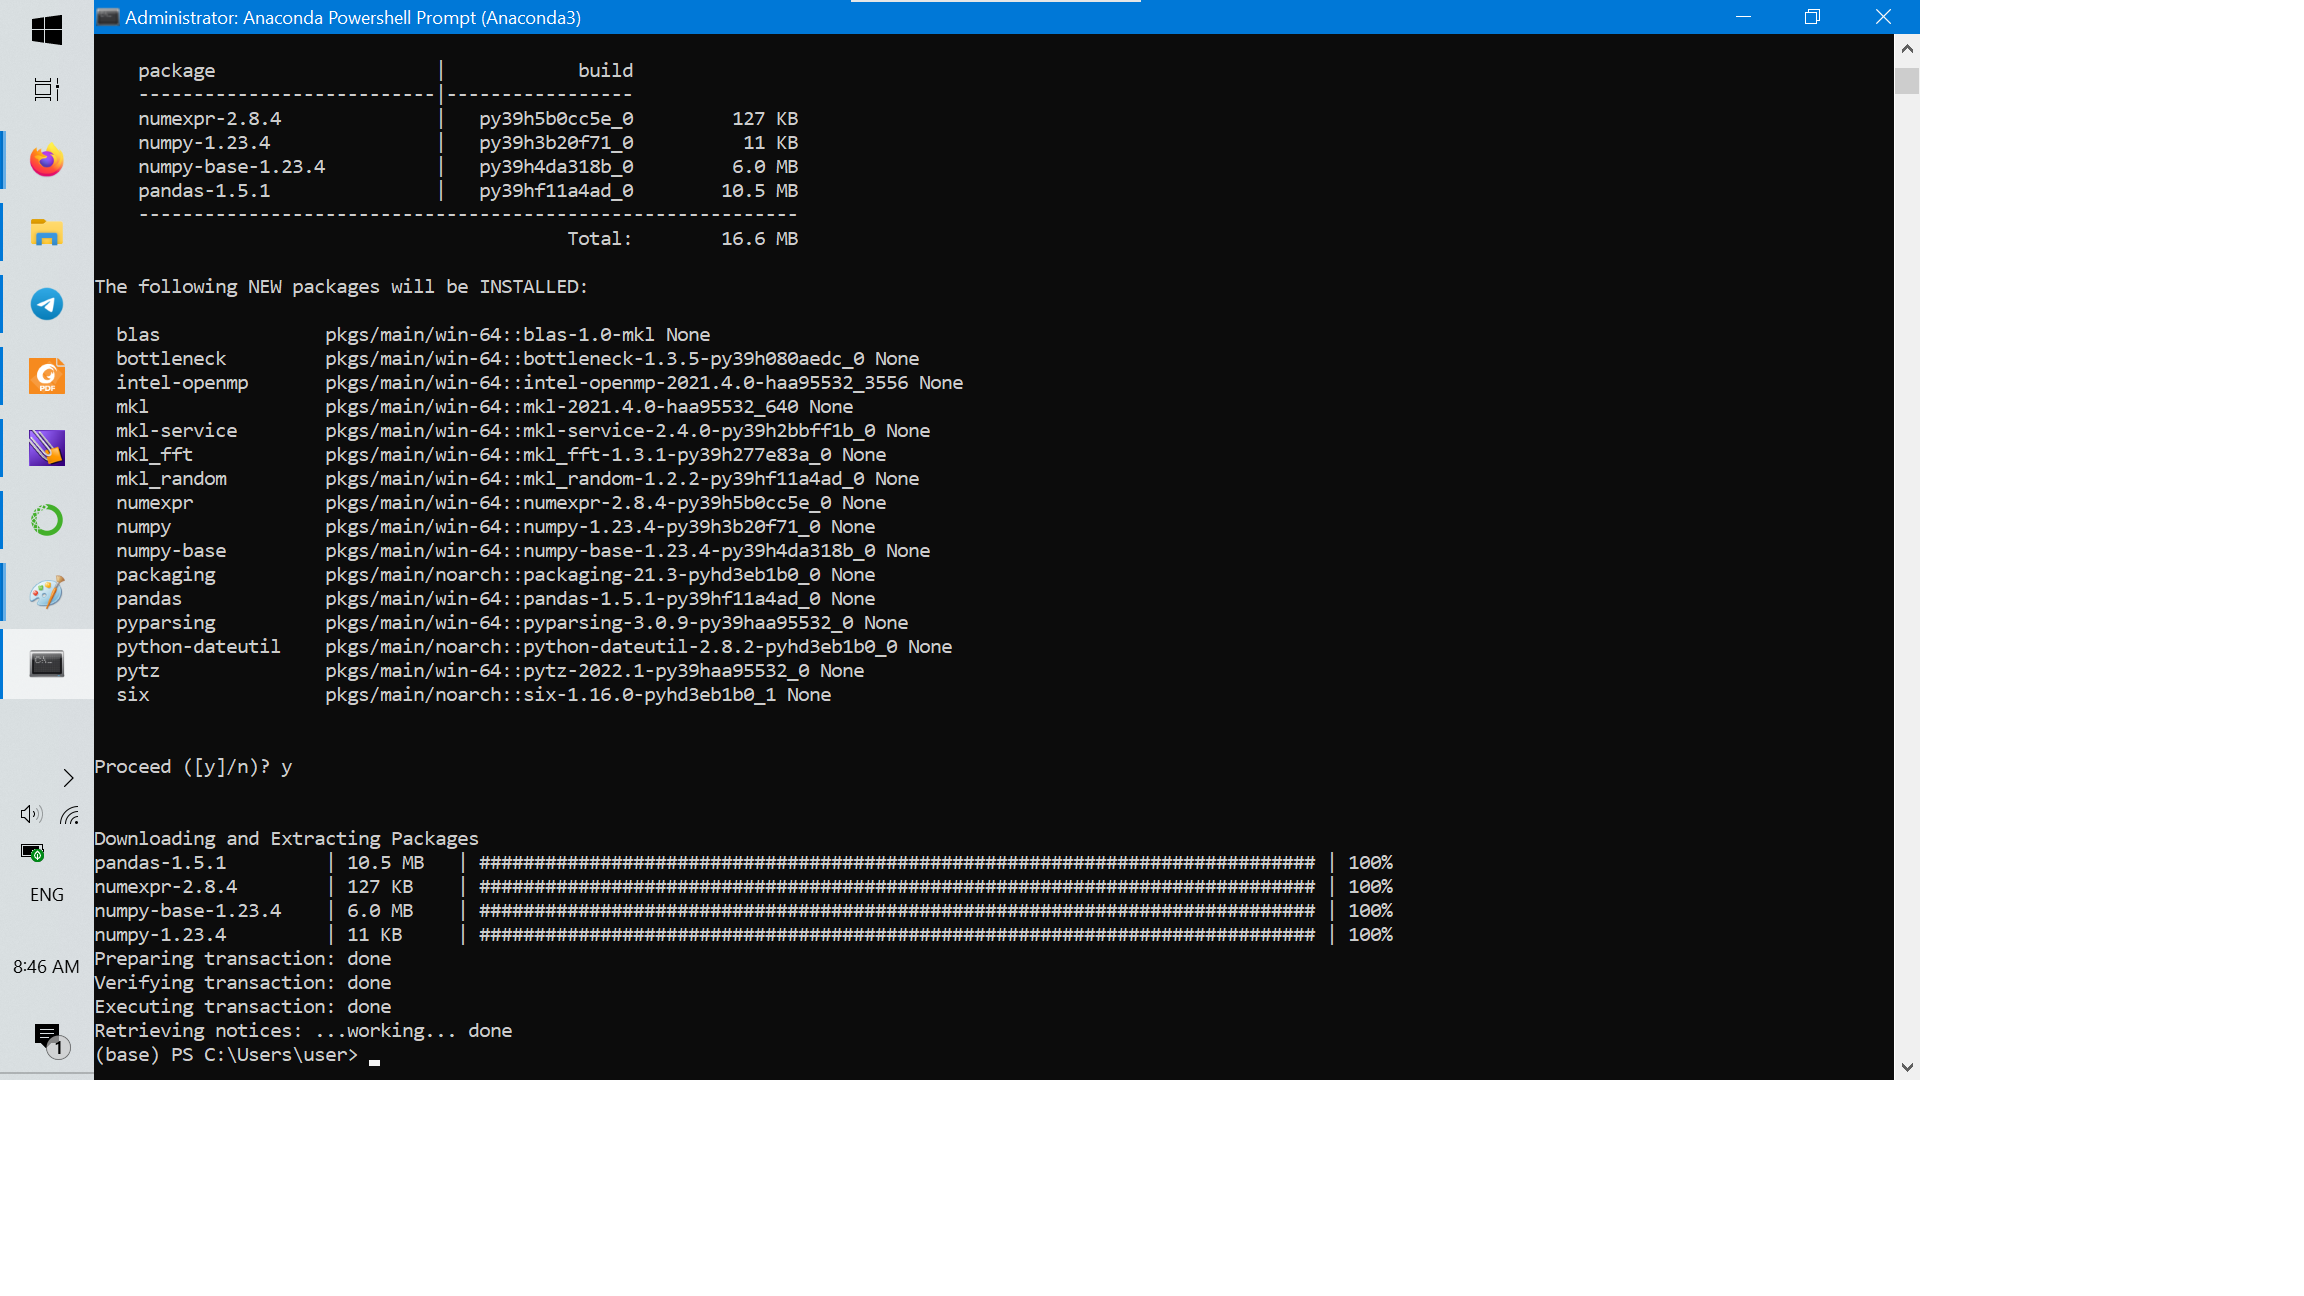 Administrator: Anaconda Powershell Prompt (Anaconda3)
package | build
---------------------------|-----------------
numexpr-2.8.4 | py39h5b0cc5e_0 127 KB
numpy-1.23.4 | py39h3b20f71_0 11 KB
numpy-base-1.23.4 | py39h4da318b_0 6.0 MB
pandas-1.5.1 | py39hf11a4ad_0 10.5 MB
------------------------------------------------------------
Total: 16.6 MB
The following NEW packages will be INSTALLED:
blas pkgs/main/win-64::blas-1.0-mkl None
bottleneck pkgs/main/win-64::bottleneck-1.3.5-py39h080aedc_0 None
intel-openmp pkgs/main/win-64::intel-openmp-2021.4.0-haa95532_3556 None
mkl pkgs/main/win-64::mkl-2021.4.0-haa95532_640 None
mkl-service pkgs/main/win-64::mkl-service-2.4.0-py39h2bbff1b_0 None
mkl_fft pkgs/main/win-64::mkl_fft-1.3.1-py39h277e83a_0 None
mkl_random pkgs/main/win-64::mkl_random-1.2.2-py39hf11a4ad_0 None
numexpr pkgs/main/win-64::numexpr-2.8.4-py39h5b0cc5e_0 None
numpy pkgs/main/win-64::numpy-1.23.4-py39h3b20f71_0 None
numpy-base pkgs/main/win-64::numpy-base-1.23.4-py39h4da318b_0 None
packaging pkgs/main/noarch::packaging-21.3-pyhd3eb1b0_0 None
pandas pkgs/main/win-64::pandas-1.5.1-py39hf11a4ad_0 None
pyparsing pkgs/main/win-64::pyparsing-3.0.9-py39haa95532_0 None
python-dateutil pkgs/main/noarch::python-dateutil-2.8.2-pyhd3eb1b0_0 None
pytz pkgs/main/win-64::pytz-2022.1-py39haa95532_0 None
six pkgs/main/noarch::six-1.16.0-pyhd3eb1b0_1 None
Proceed ([y]/n)? y
Downloading and Extracting Packages
pandas-1.5.1 | 10.5 MB | ############################################################################ | 100%
numexpr-2.8.4 | 127 KB | ############################################################################ | 100%
numpy-base-1.23.4 | 6.0 MB | ############################################################################ | 100%
numpy-1.23.4 | 11 KB | ############################################################################ | 100%
Preparing transaction: done
Verifying transaction: done
Executing transaction: done
Retrieving notices: ...working... done
(base) PS C:\Users\user>
PDF
C:\..
ENG
8:46 AM
1